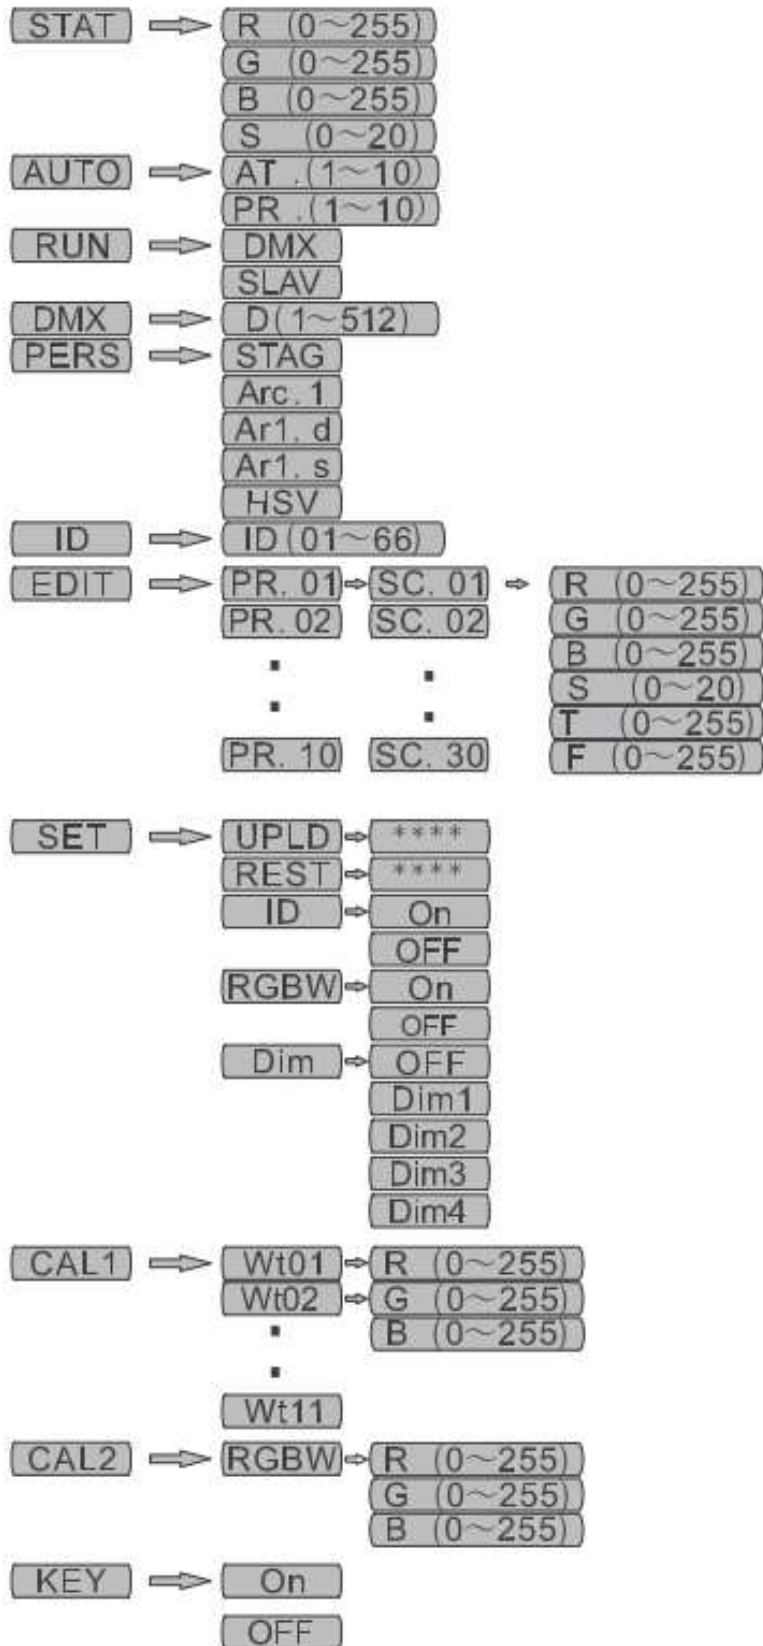 STAT R (0~255)
G (0~255)
B (0~255)
S (0~20)
AUTO AT .(1~10)
PR .(1~10)
RUN DMX
SLAV
DMX D(1~512)
PERS STAG
Arc. 1
Ar1. d
Ar1. s
HSV
ID ID(01~66)
EDIT PR. 01 SC. 01 R (0~255)
PR. 02 SC. 02 G (0~255)
B (0~255)
S (0~20)
T (0~255)
PR. 10 SC. 30 F (0~255)
SET UPLD ****
REST ****
ID On
OFF
RGBW On
OFF
Dim OFF
Dim1
Dim2
Dim3
Dim4
CAL1 Wt01 R (0~255)
Wt02 G (0~255)
B (0~255)
Wt11
CAL2 RGBW R (0~255)
G (0~255)
B (0~255)
KEY On
OFF